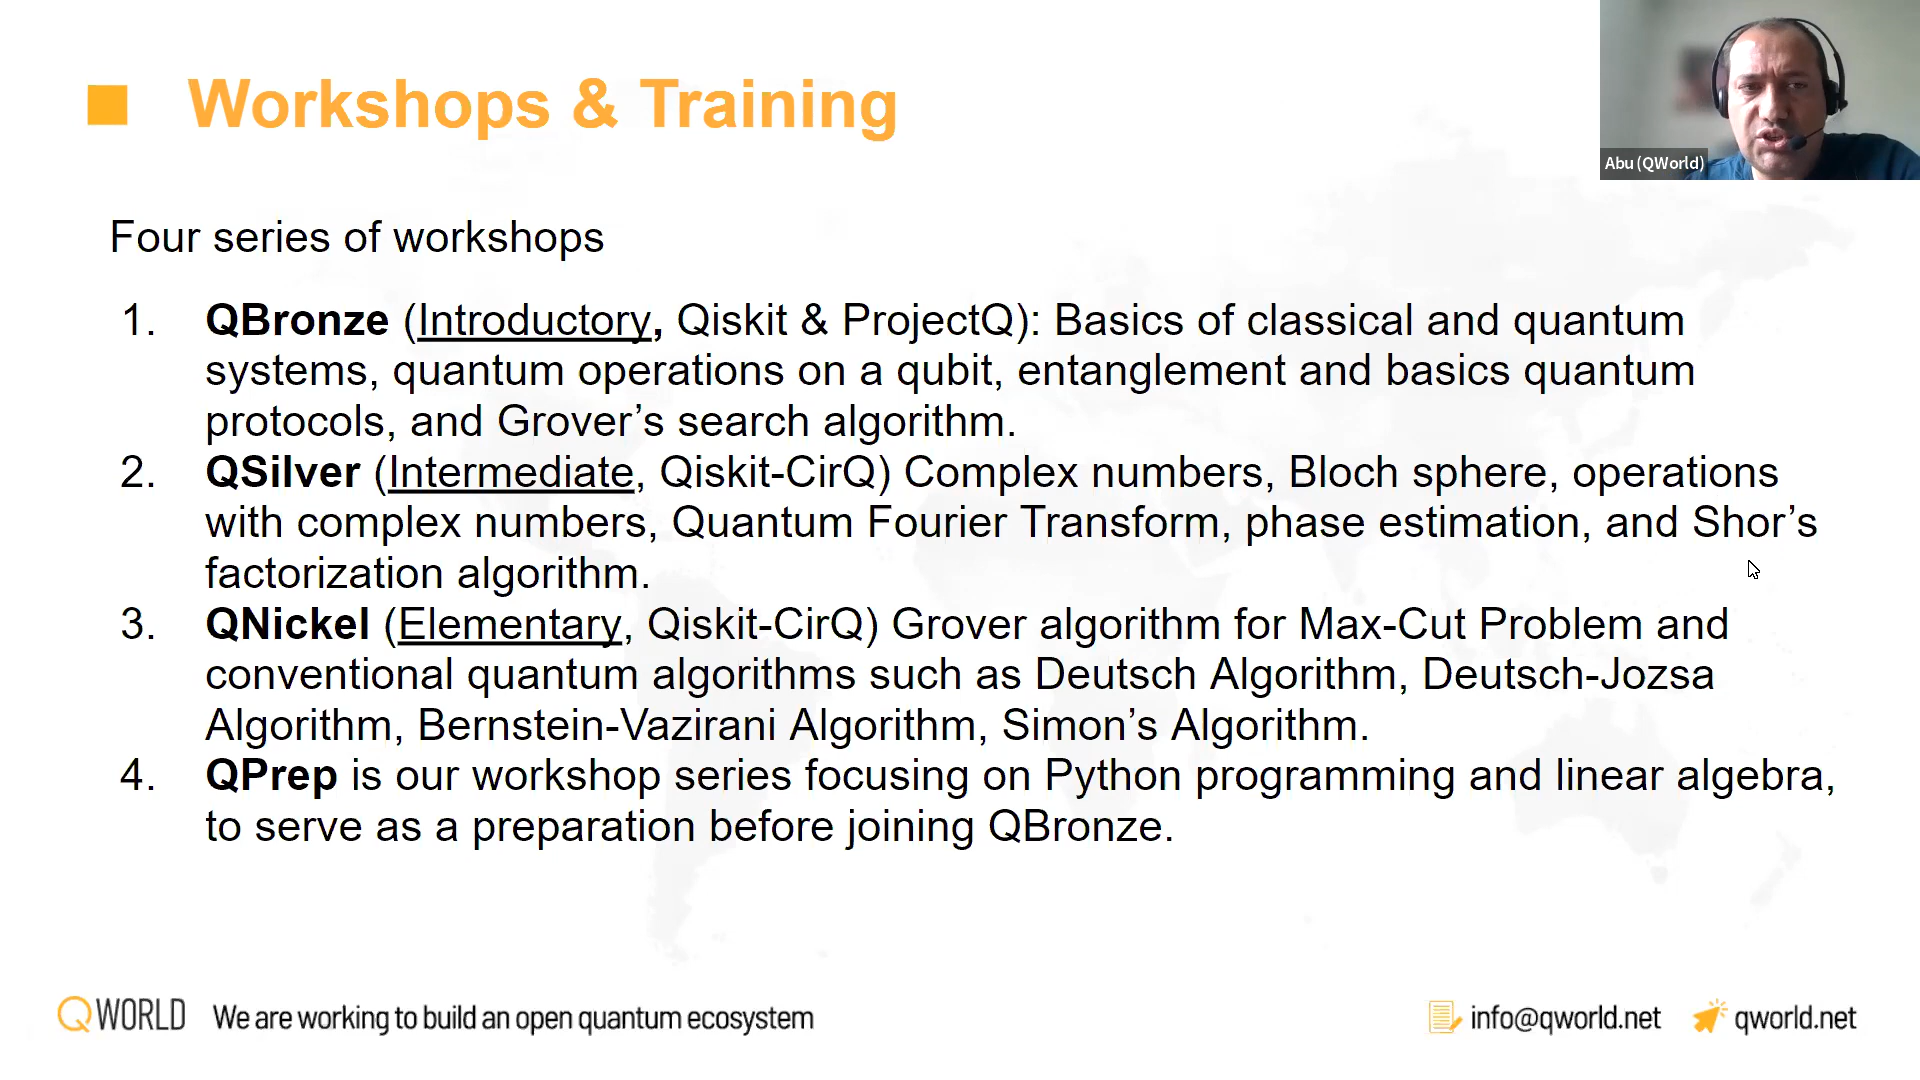 Workshops & Training
Abu (QWorld)
Four series of workshops
1. QBronze (Introductory, Qiskit & ProjectQ): Basics of classical and quantum
systems, quantum operations on a qubit, entanglement and basics quantum
protocols, and Grover’s search algorithm.
2. QSilver (Intermediate, Qiskit-CirQ) Complex numbers, Bloch sphere, operations
with complex numbers, Quantum Fourier Transform, phase estimation, and Shor’s
factorization algorithm.
3. QNickel (Elementary, Qiskit-CirQ) Grover algorithm for Max-Cut Problem and
conventional quantum algorithms such as Deutsch Algorithm, Deutsch-Jozsa
Algorithm, Bernstein-Vazirani Algorithm, Simon’s Algorithm.
4. QPrep is our workshop series focusing on Python programming and linear algebra,
to serve as a preparation before joining QBronze.
QWORLD We are working to build an open quantum ecosystem info@qworld.net qworld.net